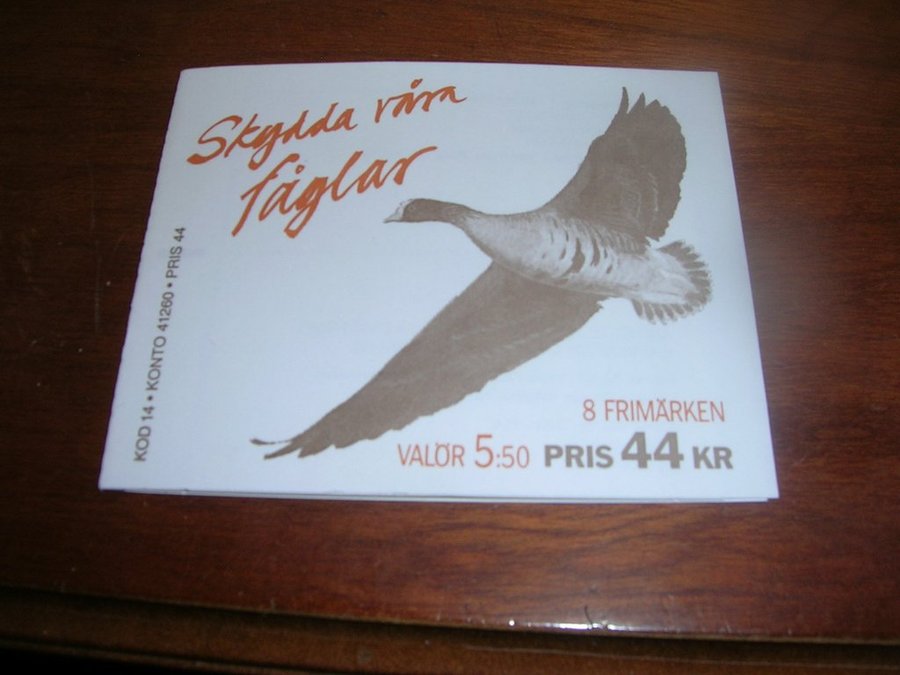 Skydda våra
fåglar
KOD 14 • KONTO 41260 • PRIS 44
8 FRIMÄRKEN
VALÖR 5:50 PRIS 44 KR